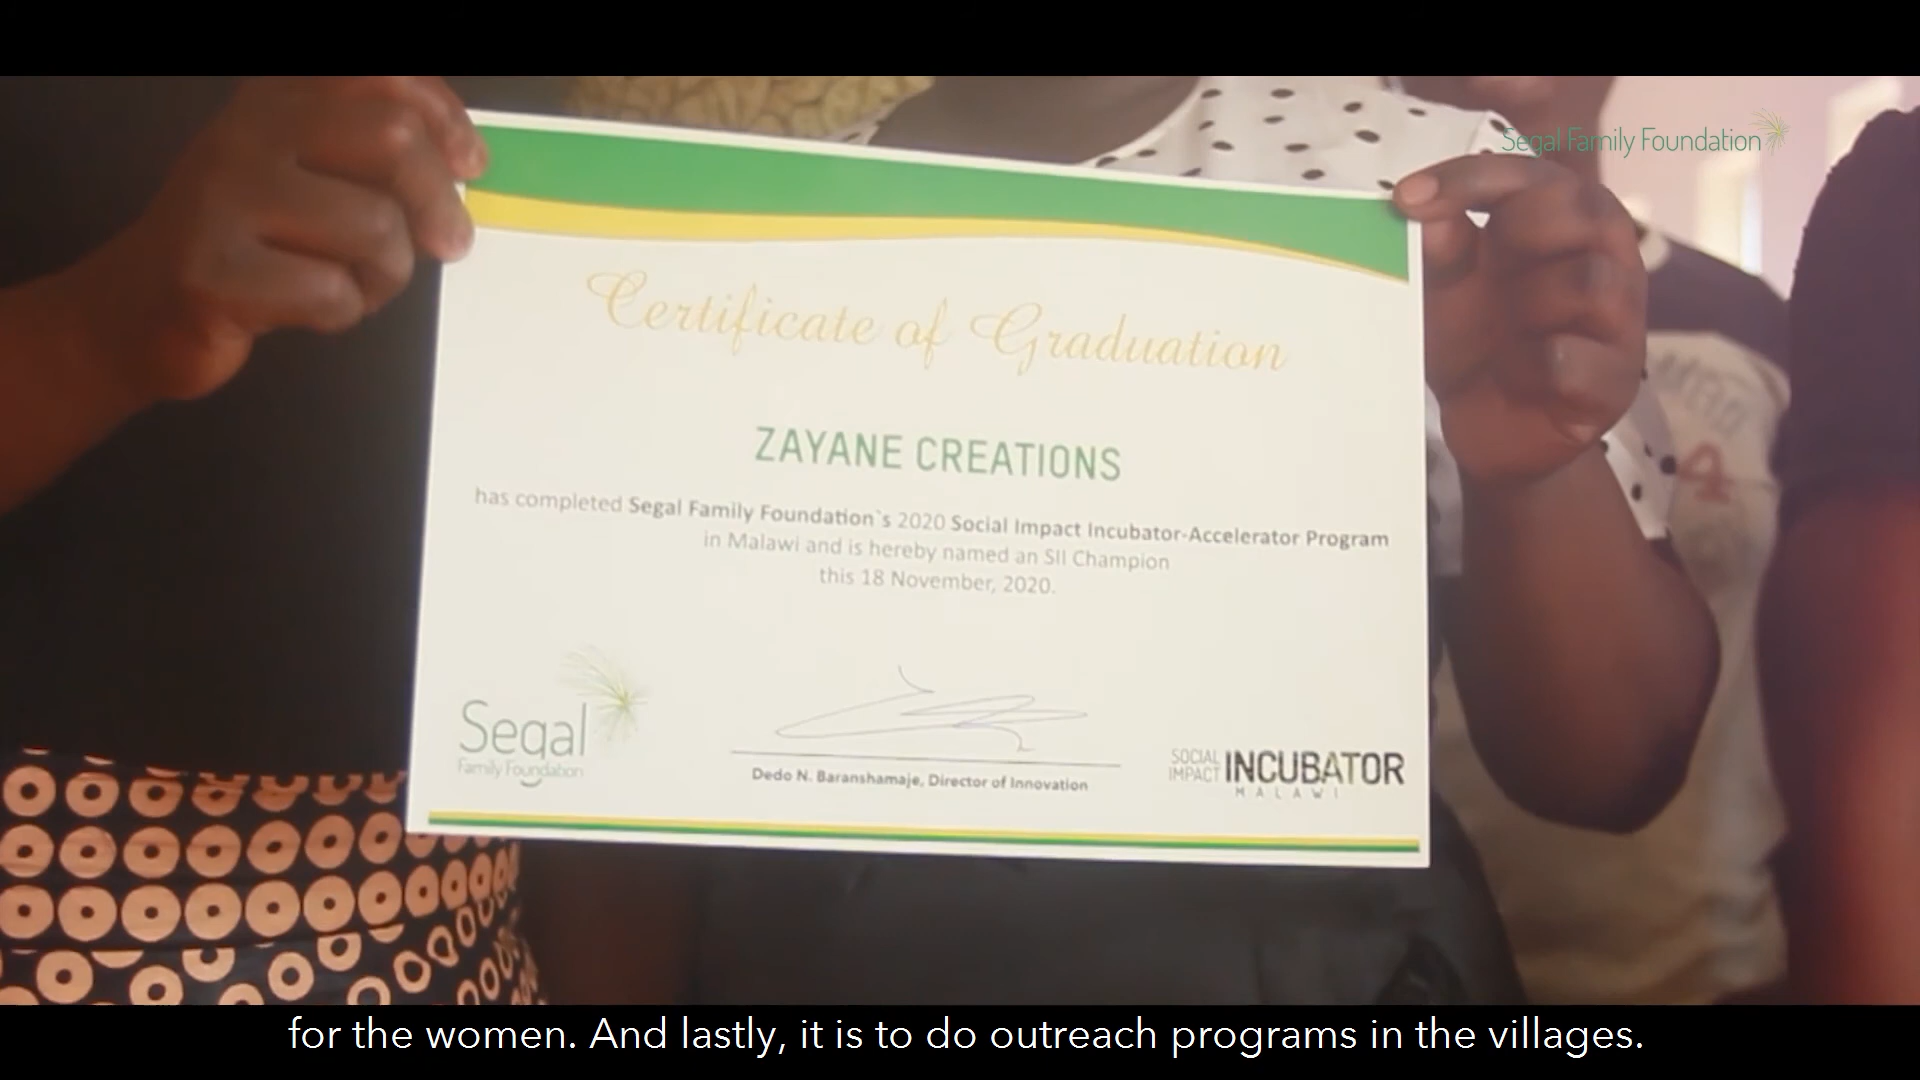 Segal Family Foundation
Certificate of Graduation
ZAYANE CREATIONS
has completed Segal Family Foundation`s 2020 Social Impact Incubator-Accelerator Program
in Malawi and is hereby named an SII Champion
this 18 November, 2020.
Segal
Family Foundation
Dedo N. Baranshamaje, Director of Innovation
SOCIAL
IMPACT INCUBATOR
MALAWI
4
for the women. And lastly, it is to do outreach programs in the villages.